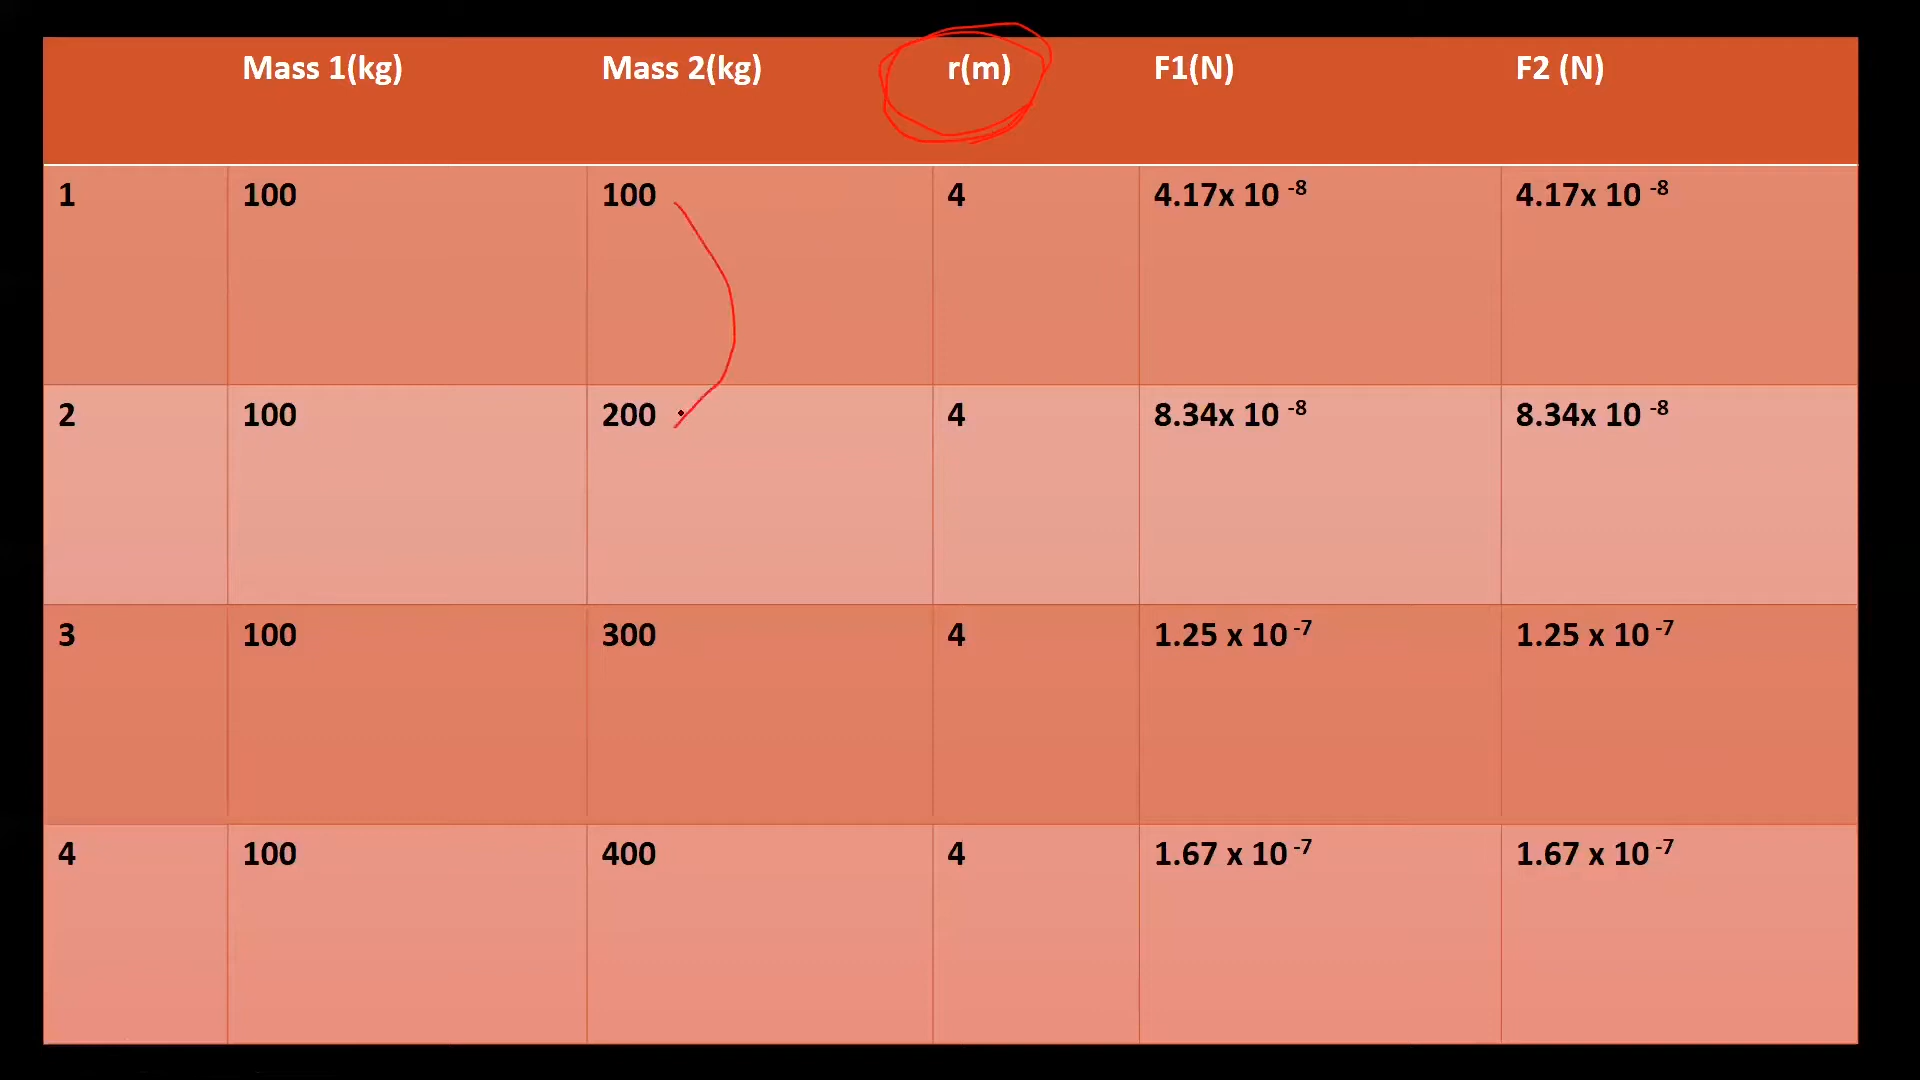 Mass 1(kg) Mass 2(kg) r(m) F1(N) F2 (N)
1 100 100 4 4.17x 10 -8 4.17x 10 -8
2 100 200 4 8.34x 10 -8 8.34x 10 -8
3 100 300 4 1.25 x 10 -7 1.25 x 10 -7
4 100 400 4 1.67 x 10 -7 1.67 x 10 -7